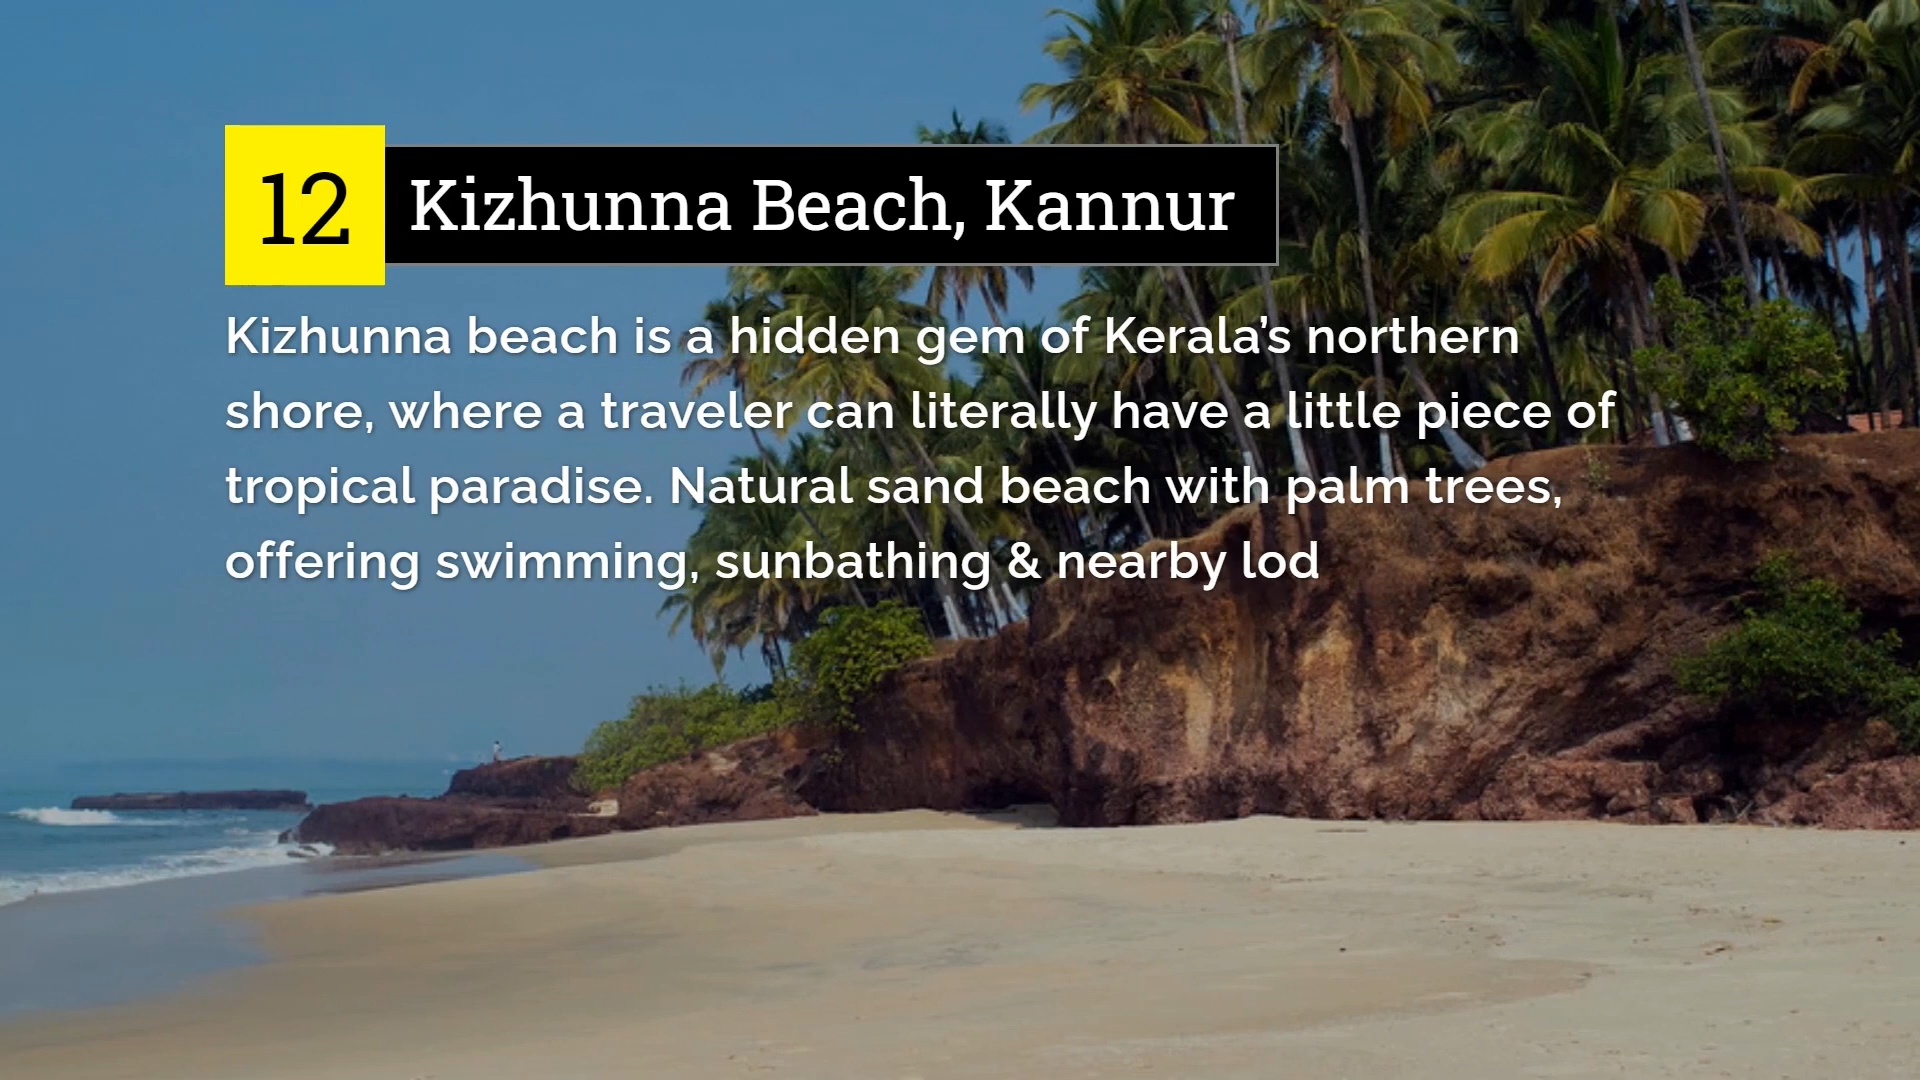 12
Kizhunna Beach, Kannur
Kizhunna beach is a hidden gem of Kerala’s northern
shore, where a traveler can literally have a little piece of
tropical paradise. Natural sand beach with palm trees,
offering swimming, sunbathing & nearby lod